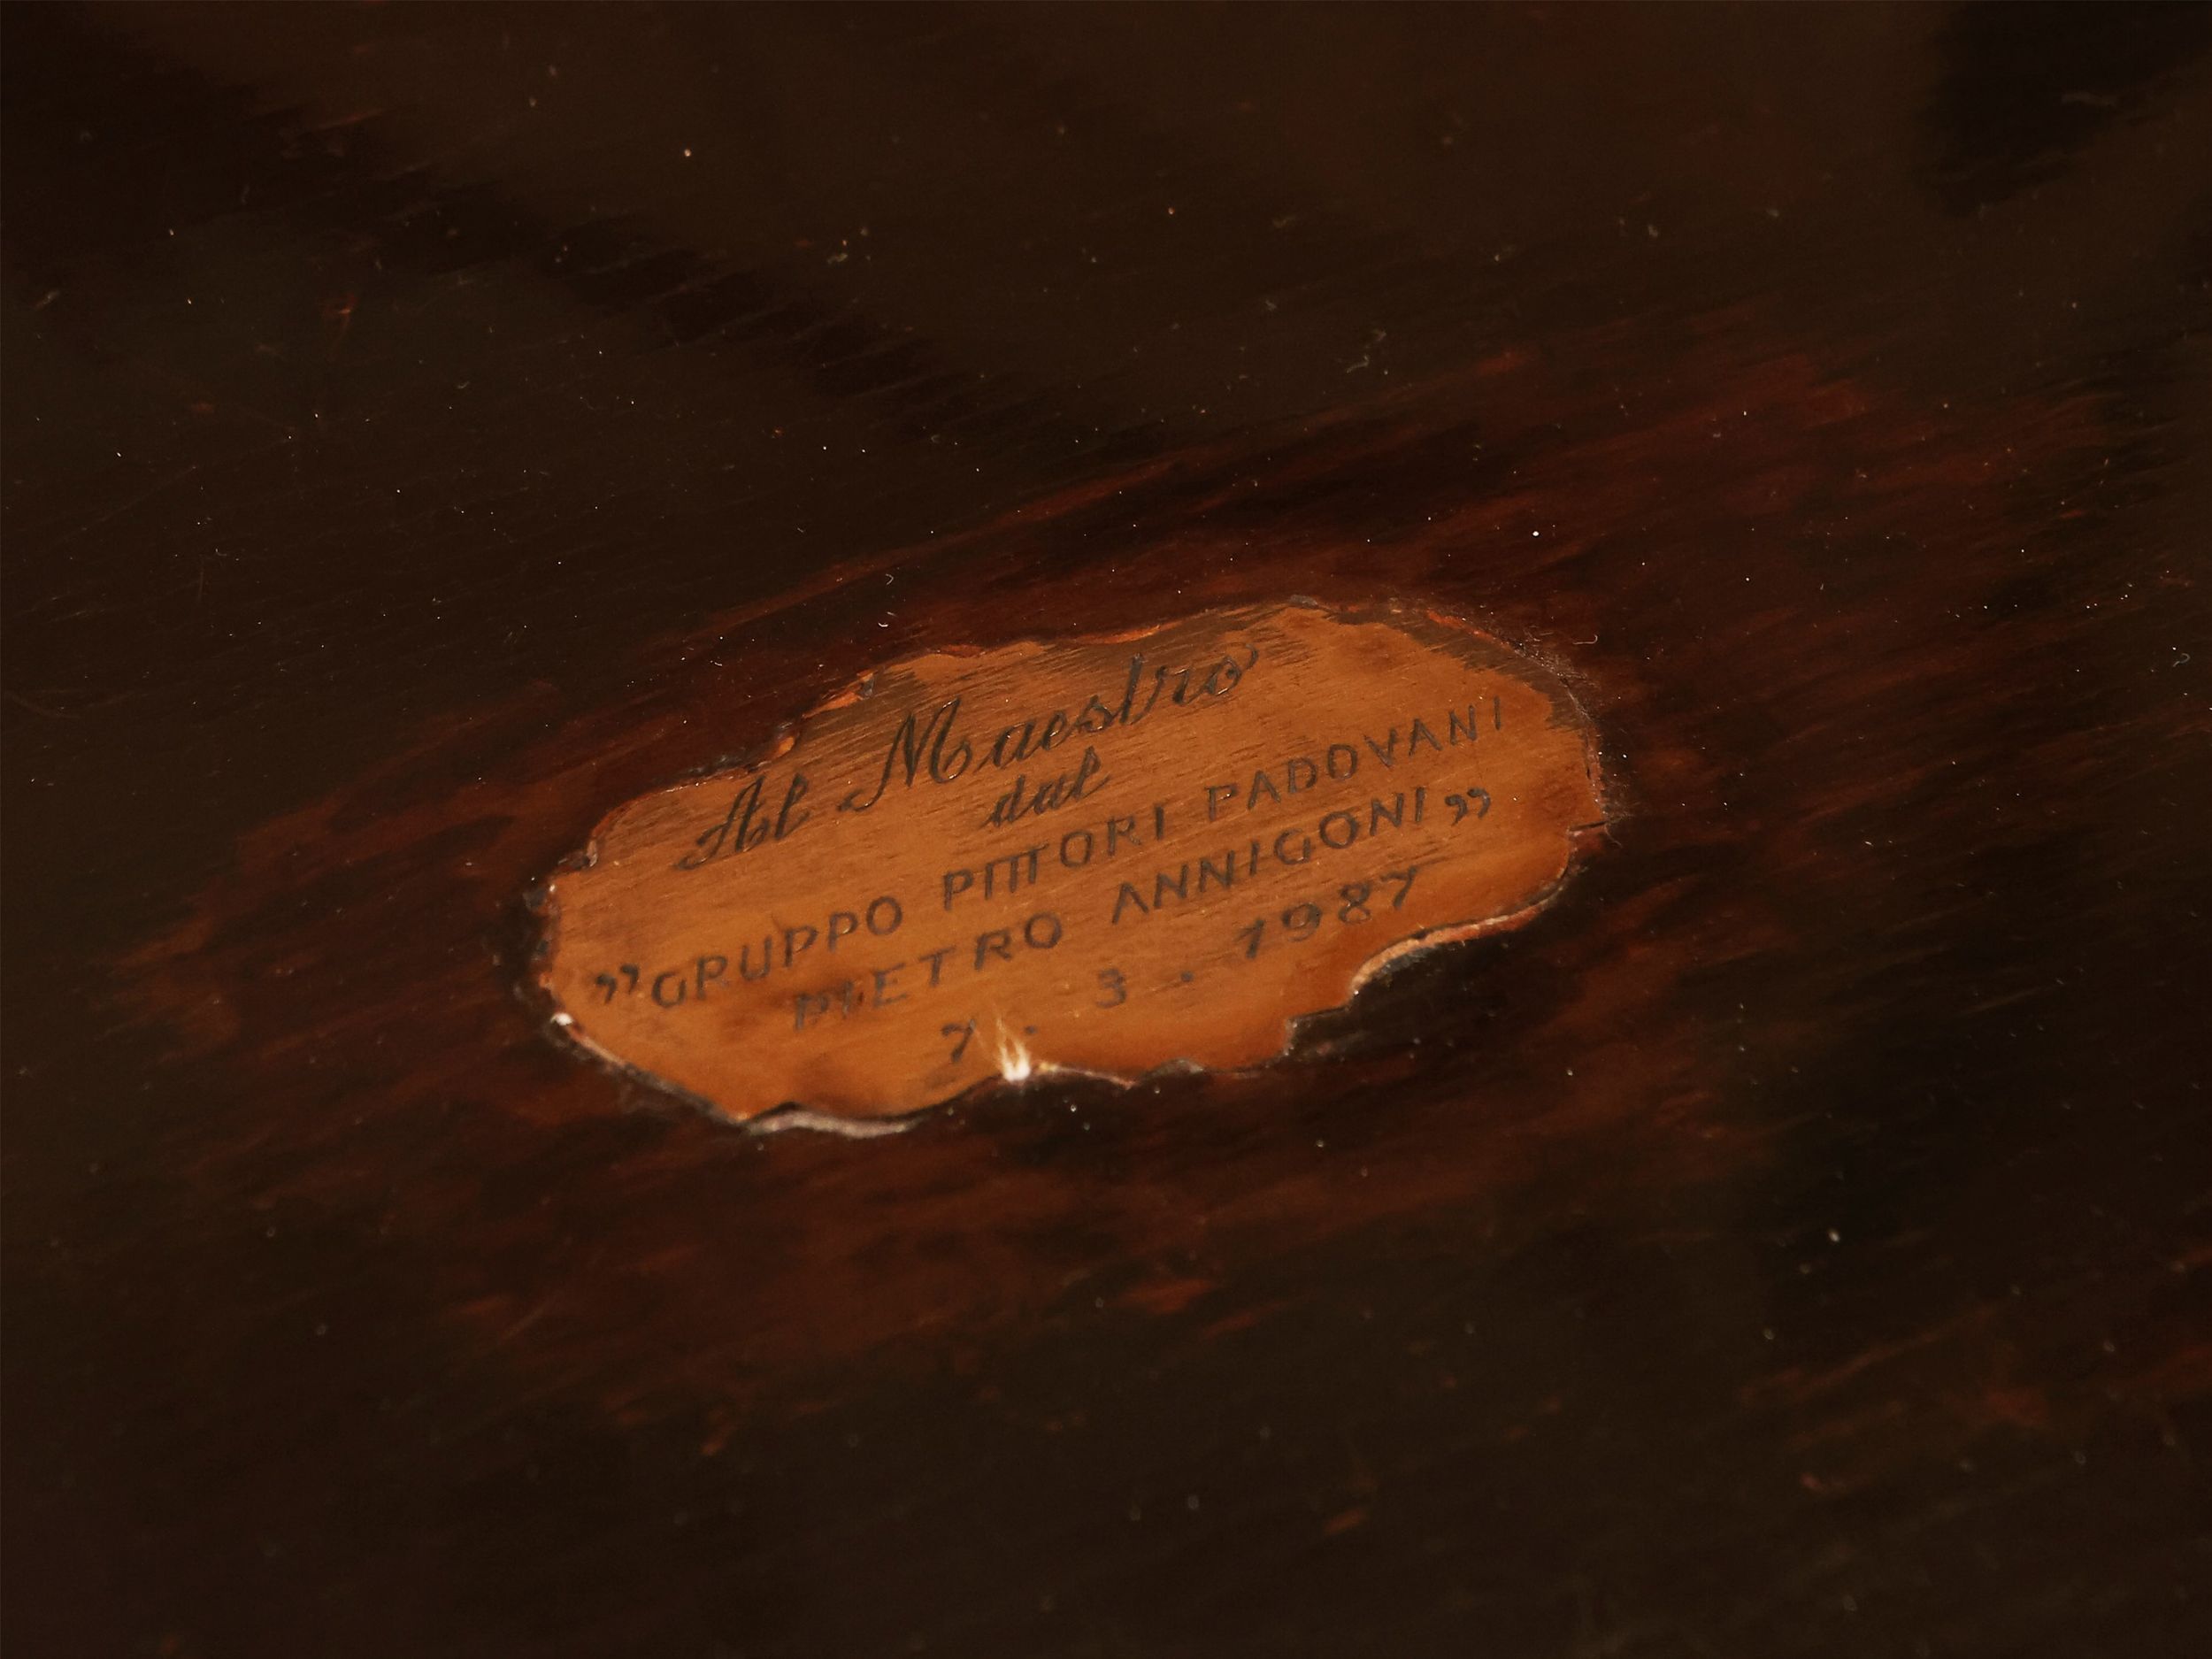 Al Maestro
dal
„GRUPPO PITTORI PADOVANI
PIETRO ANNIGONI”
7 . 3 . 1987